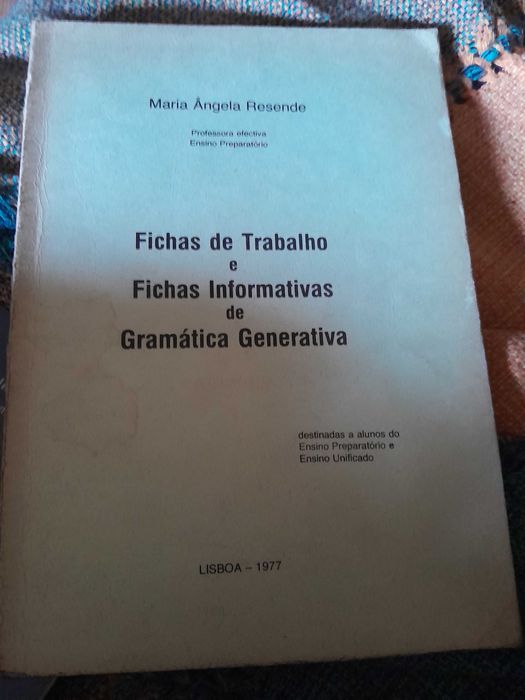 Maria Ângela Resende
Professora efectiva
Ensino Preparatório
Fichas de Trabalho
e
Fichas Informativas
de
Gramática Generativa
destinadas a alunos do
Ensino Preparatório e
Ensino Unificado
LISBOA – 1977